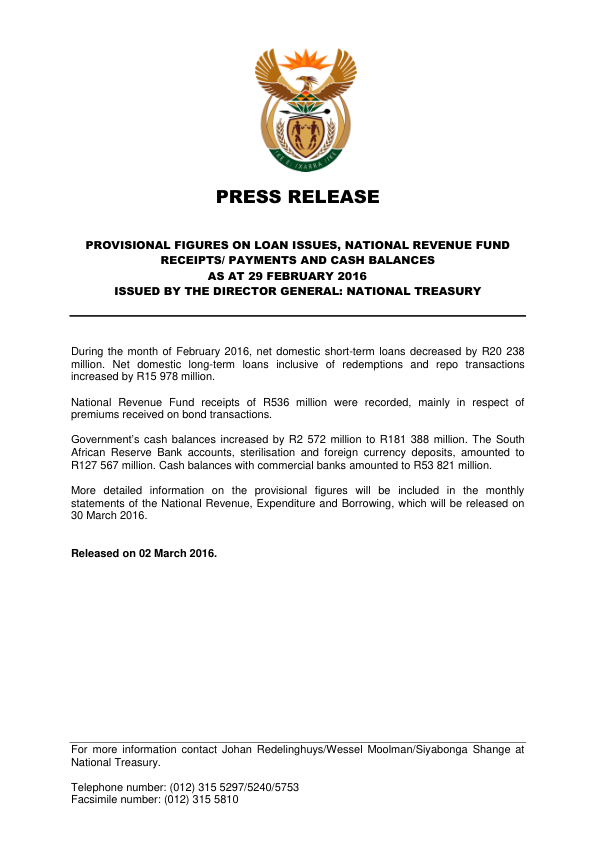 !KE E: /XARRA //KE
PRESS RELEASE
PROVISIONAL FIGURES ON LOAN ISSUES, NATIONAL REVENUE FUND
RECEIPTS/ PAYMENTS AND CASH BALANCES
AS AT 29 FEBRUARY 2016
ISSUED BY THE DIRECTOR GENERAL: NATIONAL TREASURY
During the month of February 2016, net domestic short-term loans decreased by R20 238
million. Net domestic long-term loans inclusive of redemptions and repo transactions
increased by R15 978 million.
National Revenue Fund receipts of R536 million were recorded, mainly in respect of
premiums received on bond transactions.
Government's cash balances increased by R2 572 million to R181 388 million. The South
African Reserve Bank accounts, sterilisation and foreign currency deposits, amounted to
R127 567 million. Cash balances with commercial banks amounted to R53 821 million.
More detailed information on the provisional figures will be included in the monthly
statements of the National Revenue, Expenditure and Borrowing, which will be released on
30 March 2016.
Released on 02 March 2016.
For more information contact Johan Redelinghuys/Wessel Moolman/Siyabonga Shange at
National Treasury.
Telephone number: (012) 315 5297/5240/5753
Facsimile number: (012) 315 5810